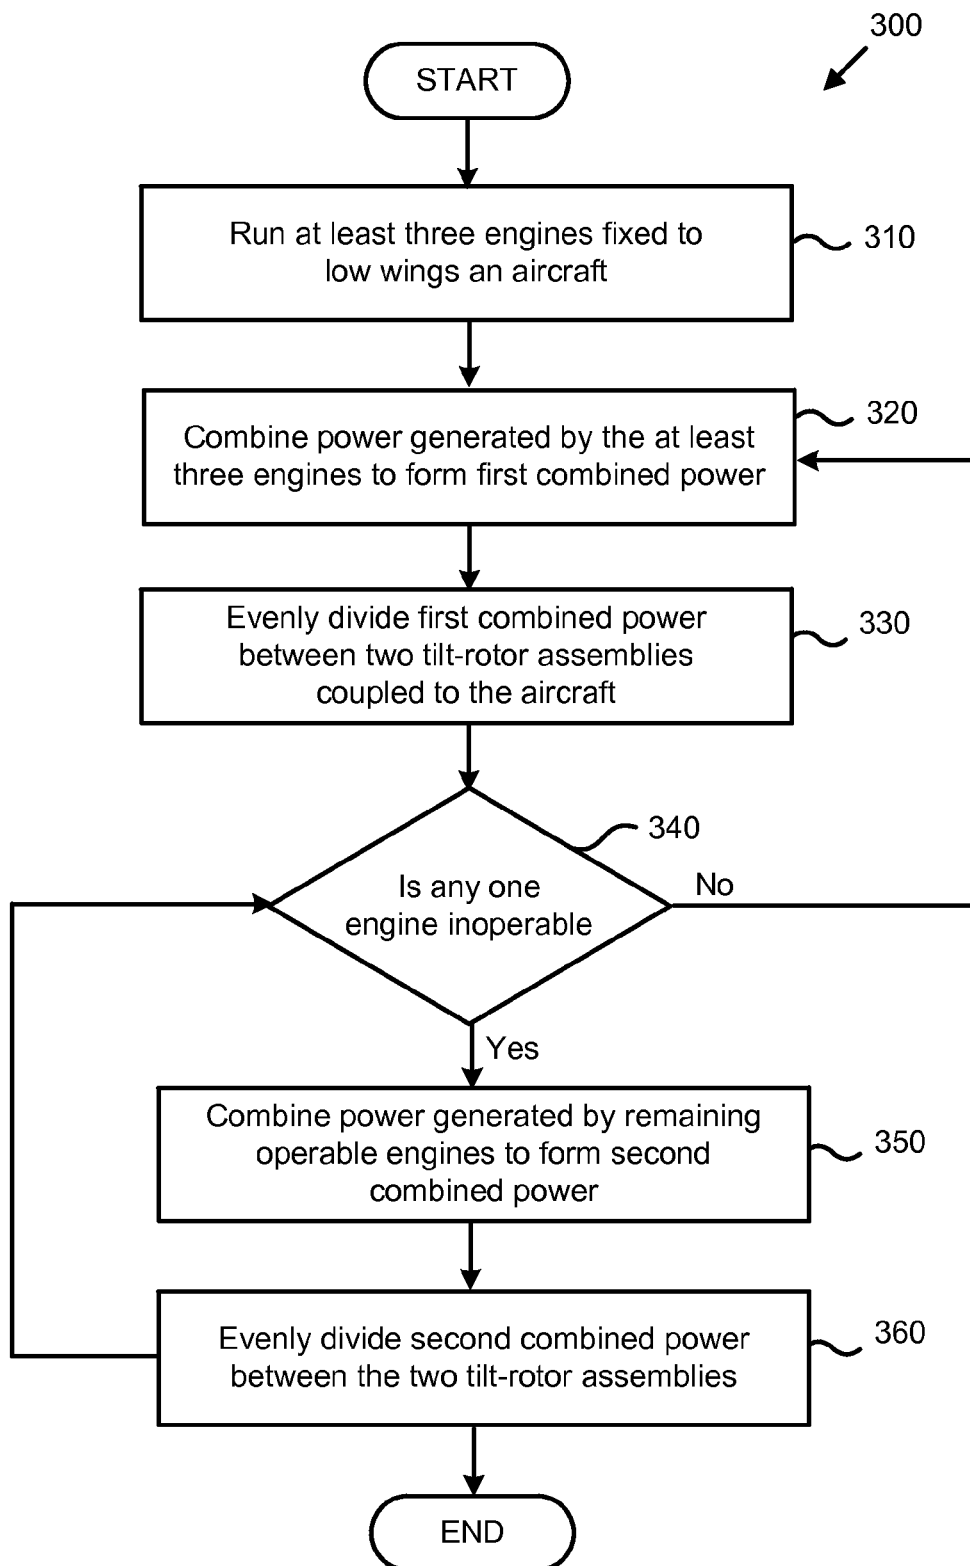 300
START
Run at least three engines fixed to
low wings an aircraft
310
Combine power generated by the at least
three engines to form first combined power
320
Evenly divide first combined power
between two tilt-rotor assemblies
coupled to the aircraft
330
340
Is any one
engine inoperable
No
Yes
Combine power generated by remaining
operable engines to form second
combined power
350
Evenly divide second combined power
between the two tilt-rotor assemblies
360
END